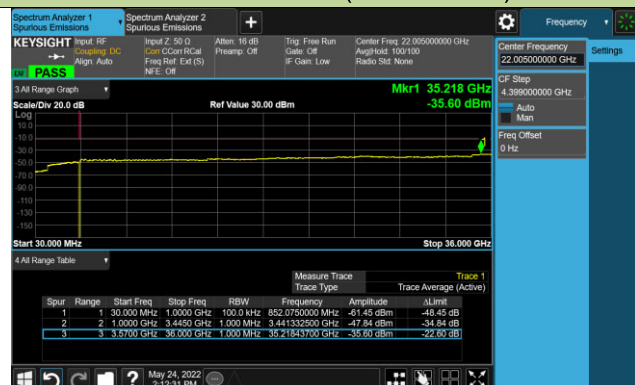 Spectrum Analyzer 1
Spurious Emissions
Spectrum Analyzer 2
Spurious Emissions
Frequency
KEYSIGHT
Input: RF
Coupling: DC
Align: Auto
Input Z: 50 Ω
Corr CCorr RCal
Freq Ref: Ext (S)
NFE: Off
Atten: 16 dB
Preamp: Off
Trig: Free Run
Gate: Off
IF Gain: Low
Center Freq: 22.005000000 GHz
Avg|Hold: 100/100
Radio Std: None
PASS
Center Frequency
22.005000000 GHz
Settings
CF Step
4.399000000 GHz
Auto
Man
Freq Offset
0 Hz
3 All Range Graph
Mkr1 35.218 GHz
Scale/Div 20.0 dB
Ref Value 30.00 dBm
-35.60 dBm
Log
10.0
-10.0
-30.0
-50.0
-70.0
-90.0
-110
-130
-150
Start 30.000 MHz
Stop 36.000 GHz
4 All Range Table
Measure Trace Trace 1
Trace Type Trace Average (Active)
Spur Range Start Freq Stop Freq RBW Frequency Amplitude ΔLimit
1 1 30.000 MHz 1.0000 GHz 100.0 kHz 852.0750000 MHz -61.45 dBm -48.45 dB
2 2 1.0000 GHz 3.4450 GHz 1.000 MHz 3.441332500 GHz -47.84 dBm -34.84 dB
3 3 3.5700 GHz 36.000 GHz 1.000 MHz 35.21843700 GHz -35.60 dBm -22.60 dB
May 24, 2022
2:12:31 PM